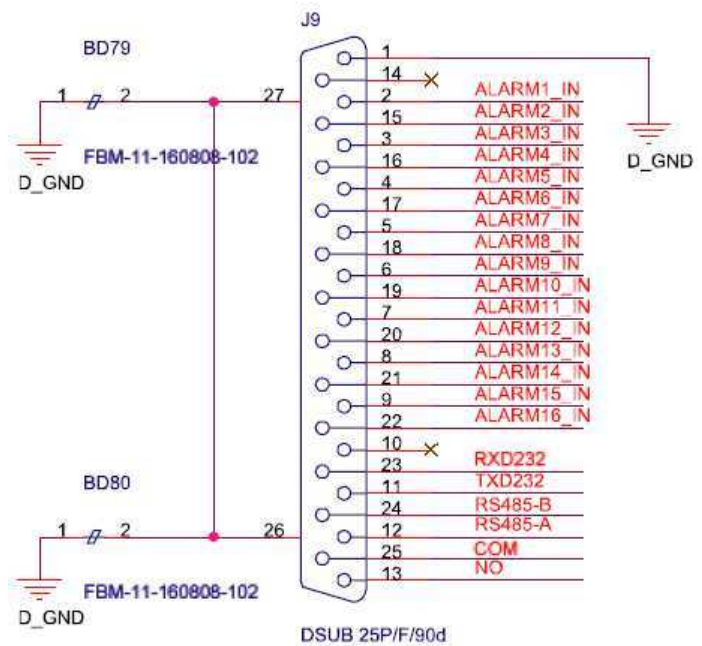 J9
BD79
1 2 27
FBM-11-160808-102
D_GND
1
14
2 ALARM1_IN
15 ALARM2_IN
3 ALARM3_IN
16 ALARM4_IN
4 ALARM5_IN
17 ALARM6_IN
5 ALARM7_IN
18 ALARM8_IN
6 ALARM9_IN
19 ALARM10_IN
7 ALARM11_IN
20 ALARM12_IN
8 ALARM13_IN
21 ALARM14_IN
9 ALARM15_IN
22 ALARM16_IN
10
23 RXD232
11 TXD232
24 RS485-B
12 RS485-A
25 COM
13 NO
D_GND
BD80
1 2 26
FBM-11-160808-102
D_GND
DSUB 25P/F/90d